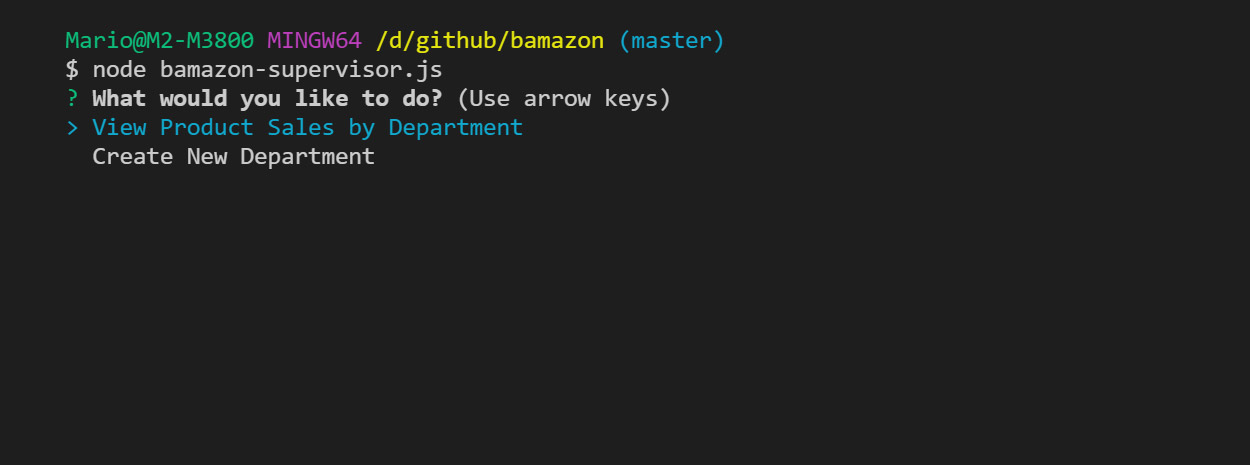 Mario@M2-M3800 MINGW64 /d/github/bamazon (master)
$ node bamazon-supervisor.js
? What would you like to do? (Use arrow keys)
> View Product Sales by Department
  Create New Department